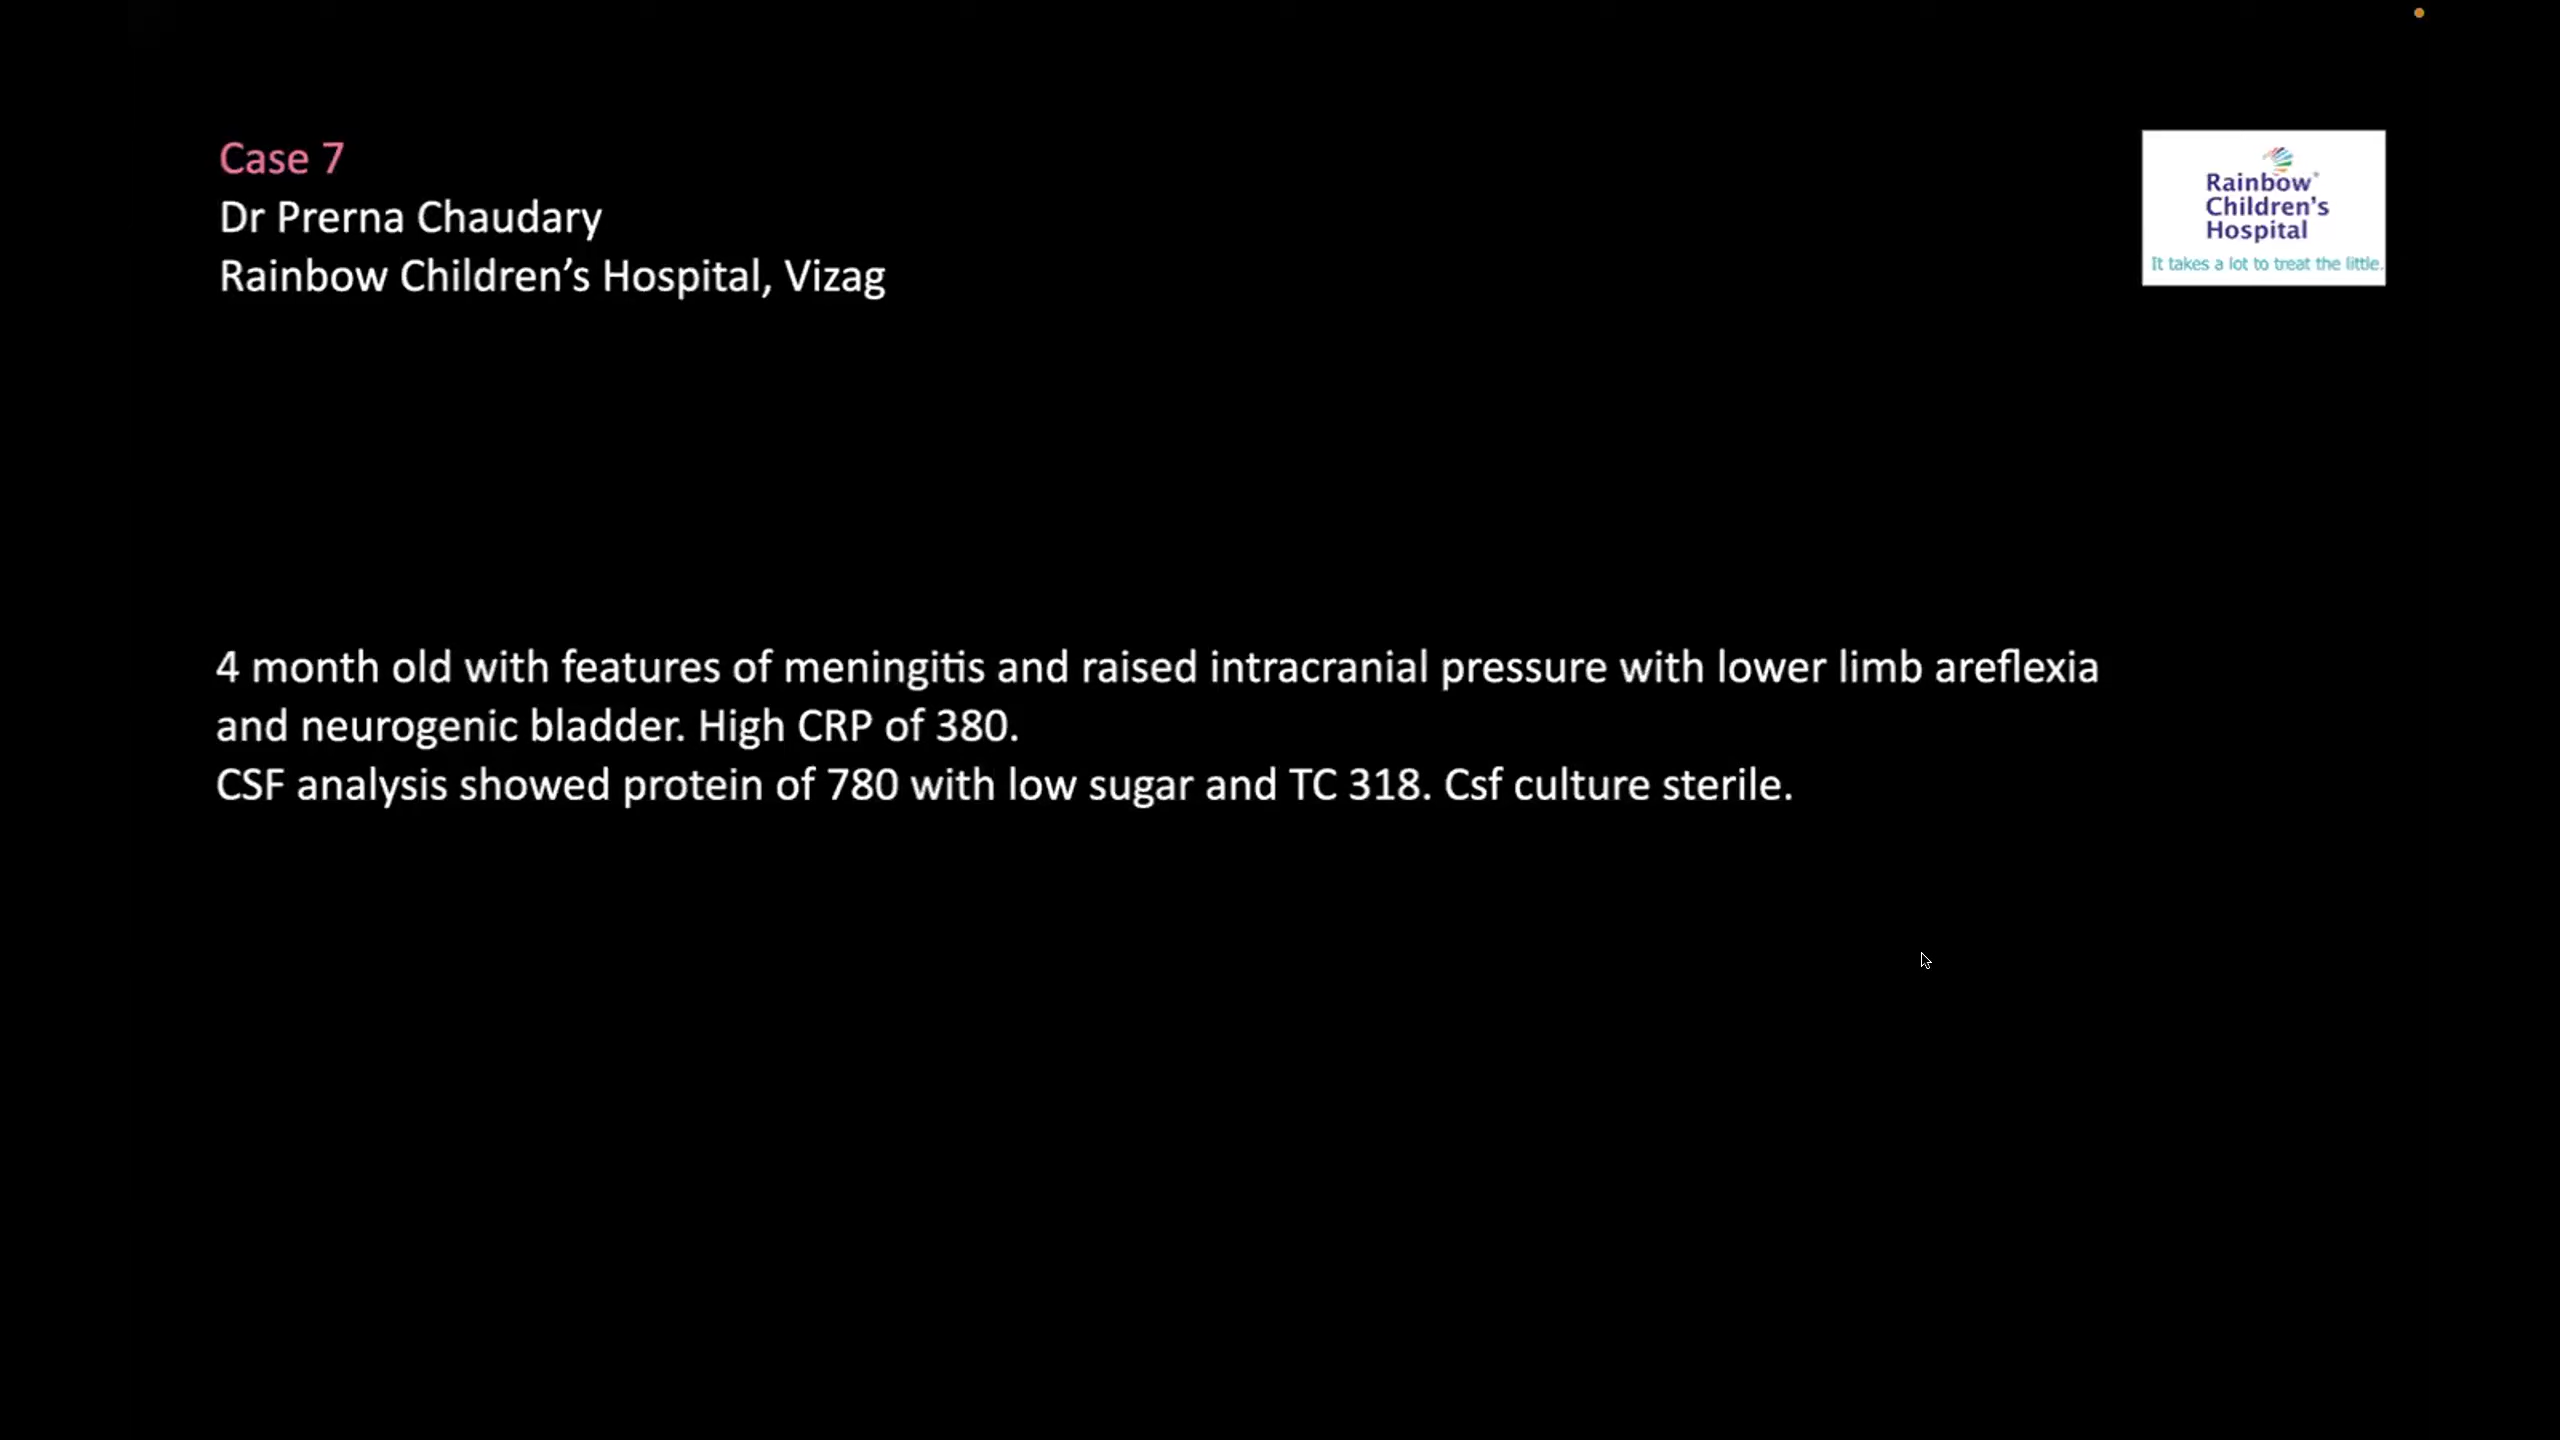 Case 7
Dr Prerna Chaudary
Rainbow Children's Hospital, Vizag
Rainbow
Children's
Hospital
It takes a lot to treat the little.
4 month old with features of meningitis and raised intracranial pressure with lower limb areflexia
and neurogenic bladder. High CRP of 380.
CSF analysis showed protein of 780 with low sugar and TC 318. Csf culture sterile.